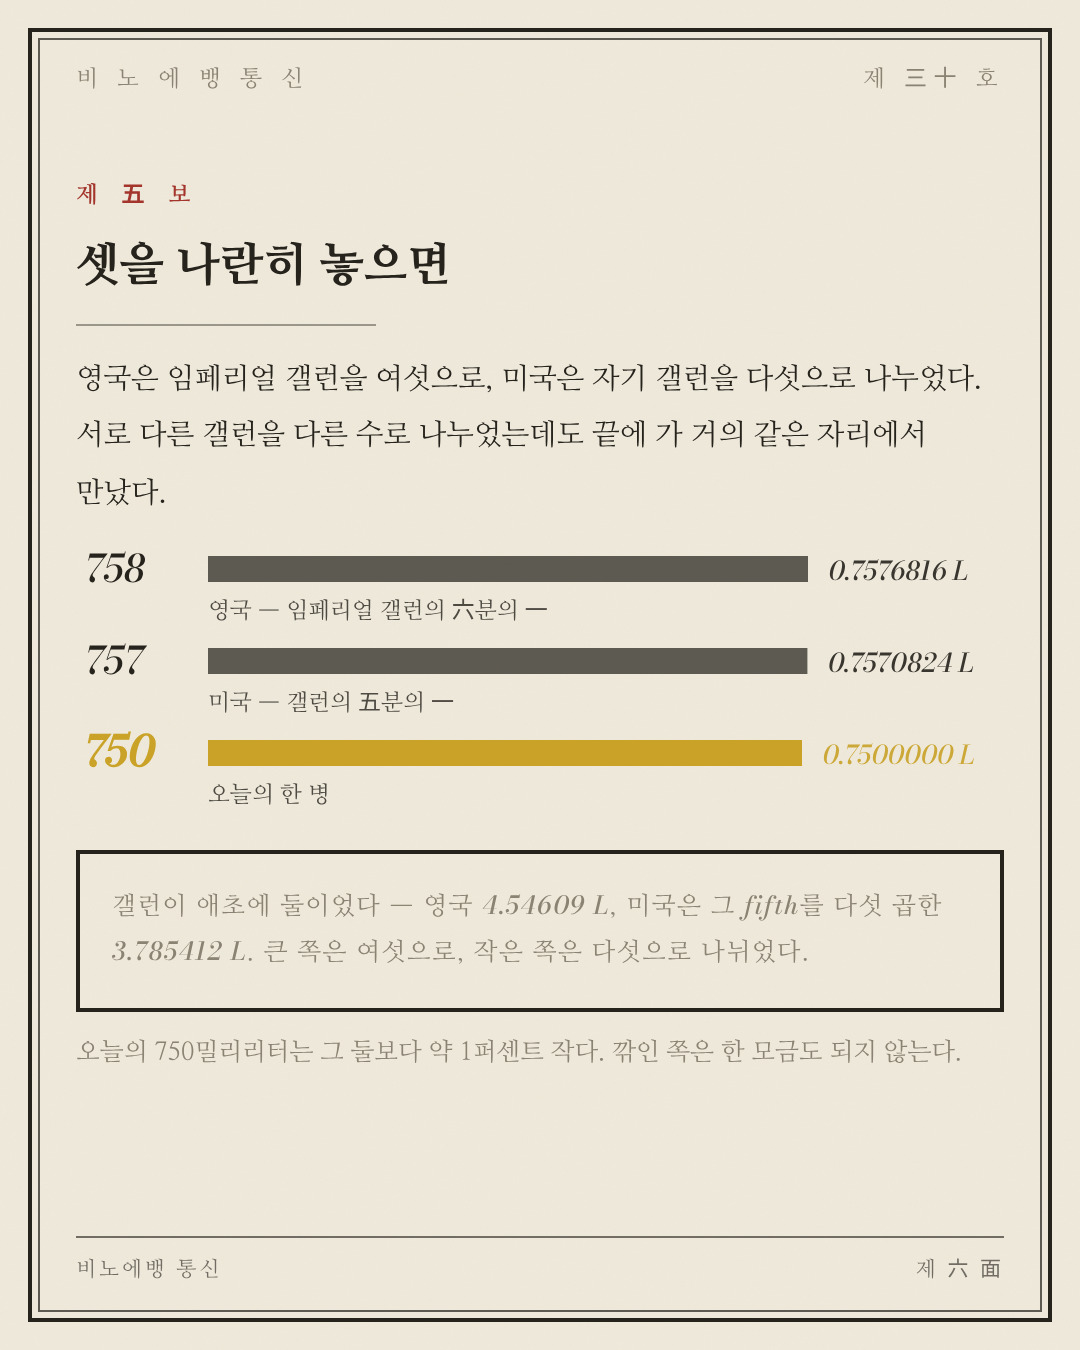 비노에뱅통신
제 三十 호
제 五 보
셋을 나란히 놓으면
영국은 임페리얼 갤런을 여섯으로, 미국은 자기 갤런을 다섯으로 나누었다.
서로 다른 갤런을 다른 수로 나누었는데도 끝에 가 거의 같은 자리에서
만났다.
758
0.7576816 L
영국 — 임페리얼 갤런의 六분의 一
757
0.7570824 L
미국 — 갤런의 五분의 一
750
0.7500000 L
오늘의 한 병
갤런이 애초에 둘이었다 — 영국 4.54609 L, 미국은 그 fifth를 다섯 곱한
3.785412 L. 큰 쪽은 여섯으로, 작은 쪽은 다섯으로 나뉘었다.
오늘의 750밀리리터는 그 둘보다 약 1퍼센트 작다. 깎인 쪽은 한 모금도 되지 않는다.
비노에뱅 통신
제 六 面